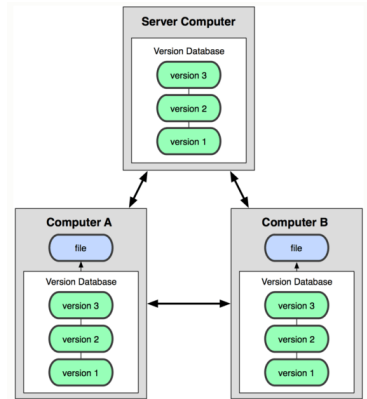 Server Computer
Version Database
version 3
version 2
version 1
Computer A
file
Version Database
version 3
version 2
version 1
Computer B
file
Version Database
version 3
version 2
version 1